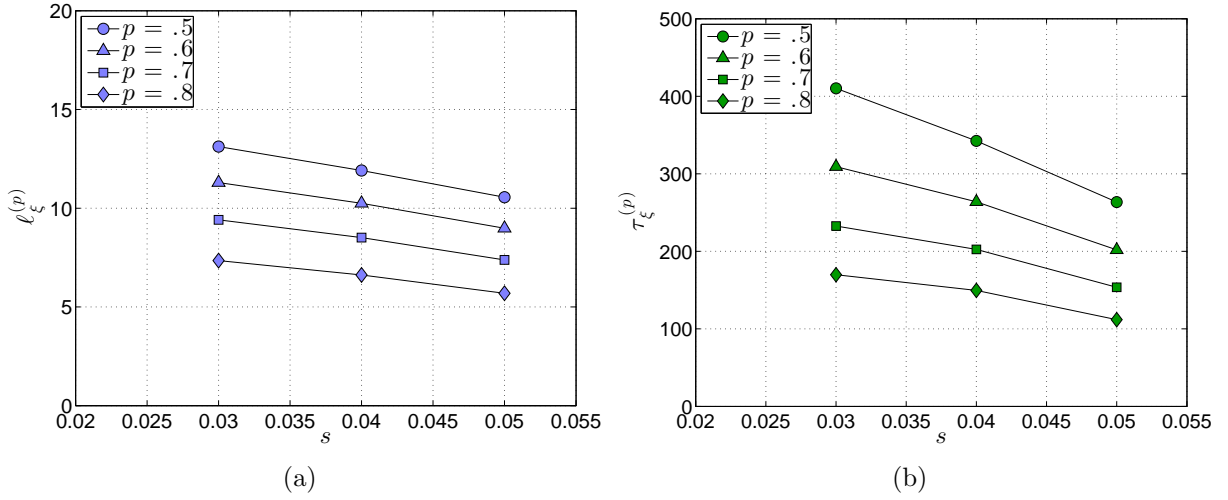 20
15
10
5
0
ℓ_ξ^(p)
p = .5
p = .6
p = .7
p = .8
0.02 0.025 0.03 0.035 0.04 0.045 0.05 0.055
s
(a)
500
400
300
200
100
0
τ_ξ^(p)
p = .5
p = .6
p = .7
p = .8
0.02 0.025 0.03 0.035 0.04 0.045 0.05 0.055
s
(b)